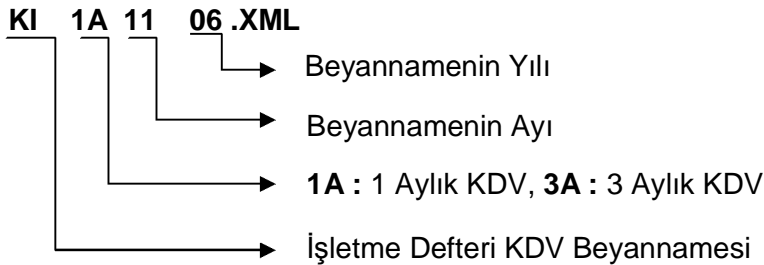 KI 1A 11 06 .XML
Beyannamenin Yılı
Beyannamenin Ayı
1A : 1 Aylık KDV, 3A : 3 Aylık KDV
İşletme Defteri KDV Beyannamesi